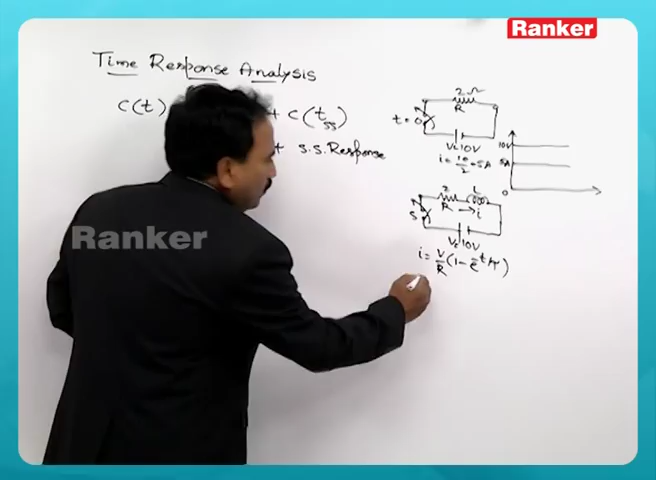 Ranker
Time Response Analysis
C(t) + C(tss)
+ s.s. Response
2Ω
R
t = 0
V= 10V
i = 10/2 = 5A
10V
5A
0
2 L
R → i
S
V= 10V
i = V/R (1 - e^-t/τ)
Ranker